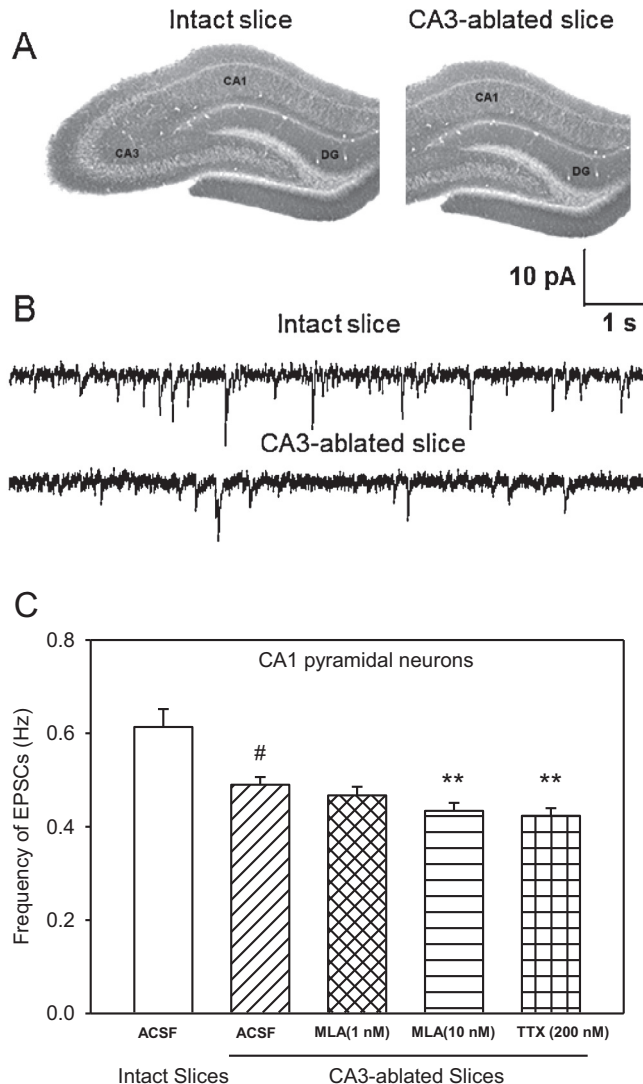 Intact slice
CA3-ablated slice
A
CA1
CA3
DG
CA1
DG
10 pA
1 s
B
Intact slice
CA3-ablated slice
C
CA1 pyramidal neurons
Frequency of EPSCs (Hz)
0.8
0.6
0.4
0.2
0.0
#
**
**
ACSF
ACSF
MLA(1 nM)
MLA(10 nM)
TTX (200 nM)
Intact Slices
CA3-ablated Slices